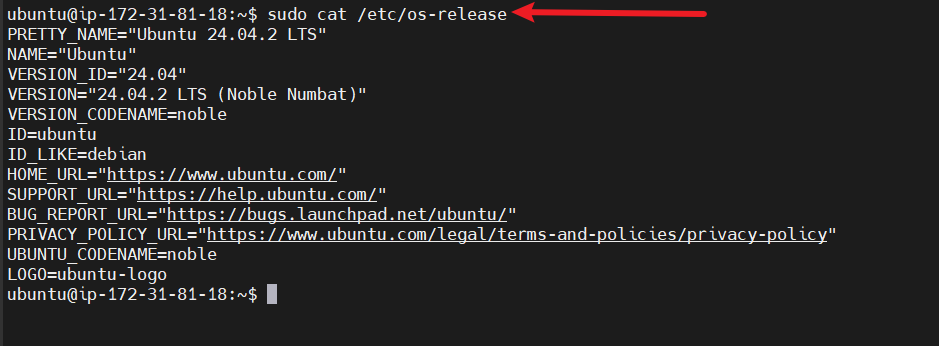 ubuntu@ip-172-31-81-18:~$ sudo cat /etc/os-release
PRETTY_NAME="Ubuntu 24.04.2 LTS"
NAME="Ubuntu"
VERSION_ID="24.04"
VERSION="24.04.2 LTS (Noble Numbat)"
VERSION_CODENAME=noble
ID=ubuntu
ID_LIKE=debian
HOME_URL="https://www.ubuntu.com/"
SUPPORT_URL="https://help.ubuntu.com/"
BUG_REPORT_URL="https://bugs.launchpad.net/ubuntu/"
PRIVACY_POLICY_URL="https://www.ubuntu.com/legal/terms-and-policies/privacy-policy"
UBUNTU_CODENAME=noble
LOGO=ubuntu-logo
ubuntu@ip-172-31-81-18:~$